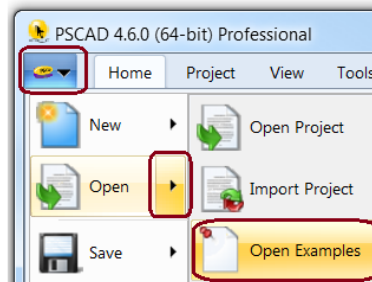 PSCAD 4.6.0 (64-bit) Professional
Home Project View Tools
New Open Project
Open Import Project
Save Open Examples